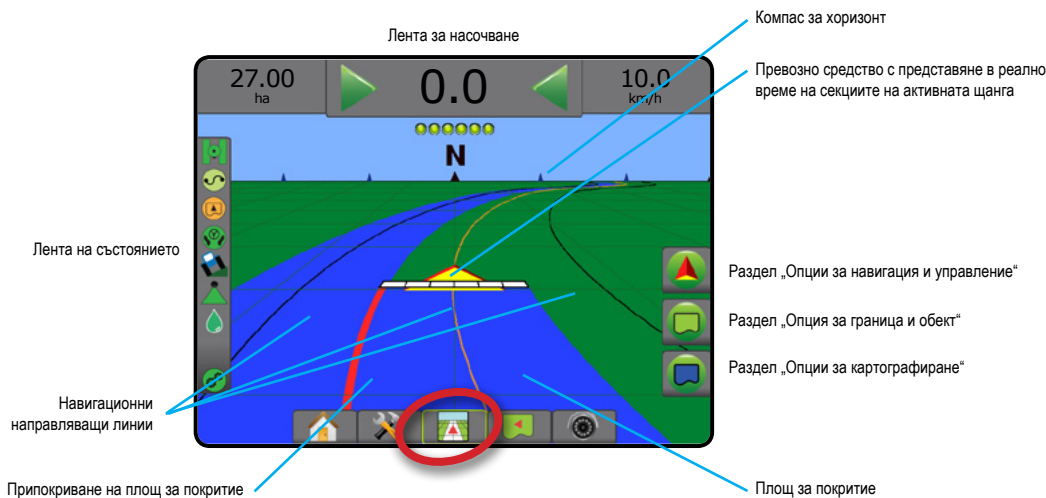 Компас за хоризонт
Лента за насочване
Превозно средство с представяне в реално
време на секциите на активната щанга
27.00
ha
0.0
10.0
km/h
N
Лента на състоянието
Раздел „Опции за навигация и управление“
Раздел „Опция за граница и обект“
Раздел „Опции за картографиране“
Навигационни
направляващи линии
Припокриване на площ за покритие
Площ за покритие